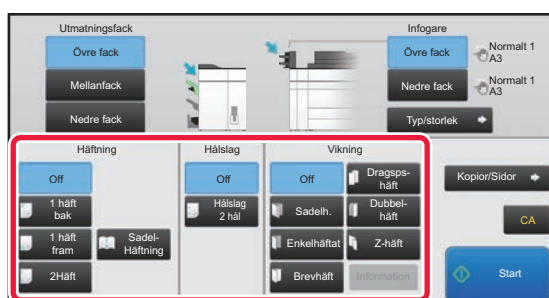 Utmatningsfack
Övre fack
Mellanfack
Nedre fack
Infogare
Övre fack
Normalt 1
A3
Nedre fack
Normalt 1
A3
Typ/storlek
Häftning
Off
1 häft
bak
1 häft
fram
2Häft
Sadel-
Häftning
Hålslag
Off
Hålslag
2 hål
Vikning
Off
Sadelh.
Enkelhäftat
Brevhäft
Dragsps-
häft
Dubbel-
häft
Z-häft
Information
Kopior/Sidor
CA
Start